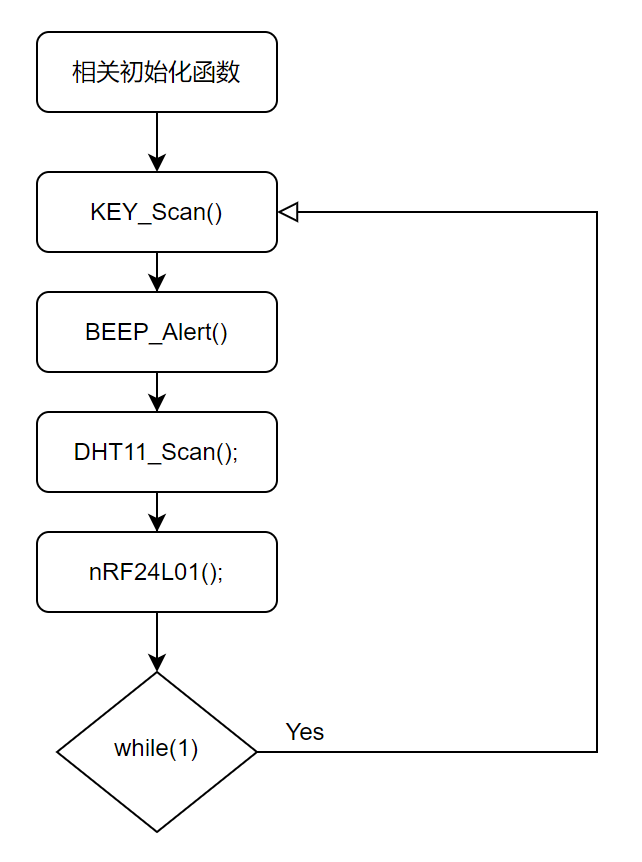 相关初始化函数
KEY_Scan()
BEEP_Alert()
DHT11_Scan();
nRF24L01();
while(1)
Yes